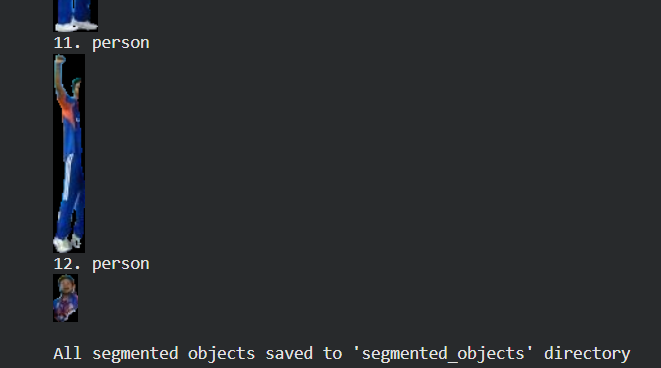 11. person
12. person
All segmented objects saved to 'segmented_objects' directory